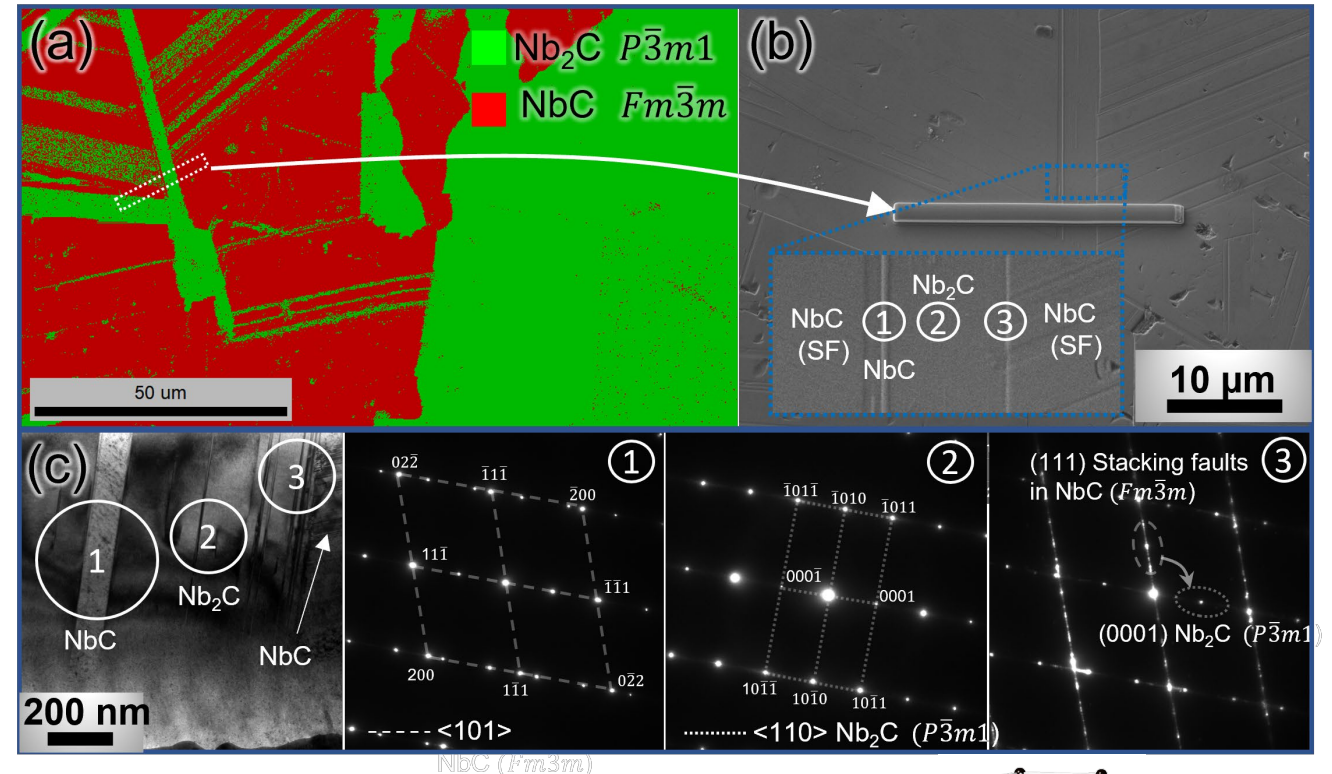 (a)
Nb₂C P3̅m1
NbC Fm3̅m
50 um
(b)
Nb₂C
NbC
(SF)
1
2
3
NbC
(SF)
NbC
10 µm
(c)
1
2
3
NbC
Nb₂C
NbC
200 nm
1
022̅
1̅11̅
2̅00
111̅
1̅1̅1
200
11̅1
02̅2
<101>
NbC (Fm3̅m)
2
1̅011̅
1̅010
1̅011
0001̅
0001
101̅1̅
101̅0
101̅1
<110> Nb₂C (P3̅m1)
3
(111) Stacking faults
in NbC (Fm3̅m)
(0001) Nb₂C (P3̅m1)